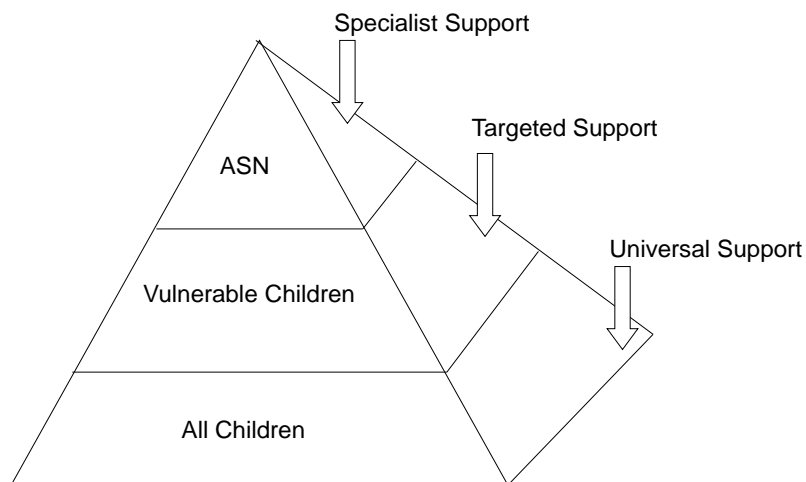 Specialist Support
Targeted Support
ASN
Universal Support
Vulnerable Children
All Children